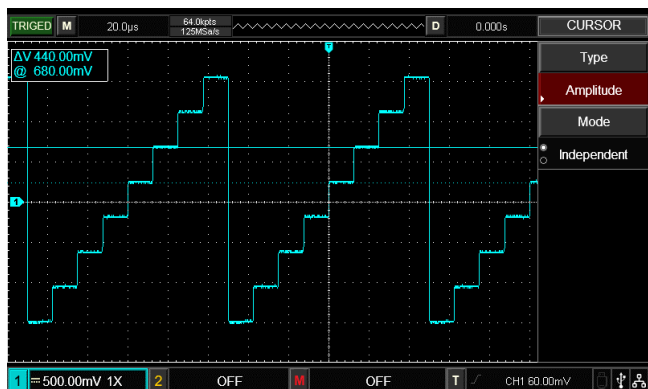 TRIGED M 20.0μs 64.0kpts 125MSa/s D 0.000s CURSOR
T
ΔV 440.00mV
@ 680.00mV
Type
Amplitude
Mode
Independent
1
1 500.00mV 1X 2 OFF M OFF T CH1 60.00mV